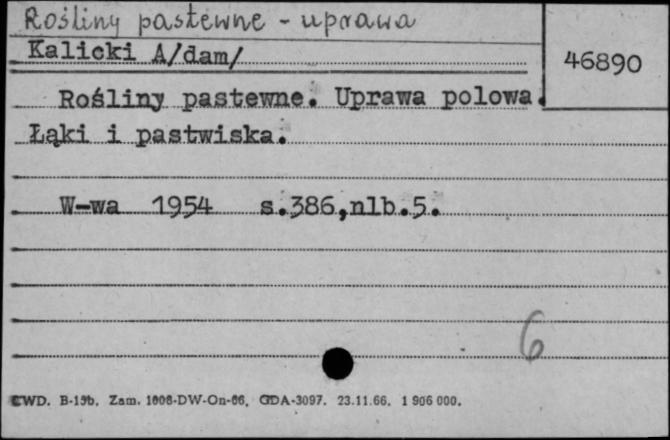 Rośliny pastewne - uprawa
Kalicki A/dam/
46890
Rośliny pastewne. Uprawa polowa.
Łąki i pastwiska.
W-wa 1954 s.386,nlb.5.
6
CWD. B-19b. Zam. 1608-DW-On-66. GDA-3097. 23.11.66. 1 906 000.